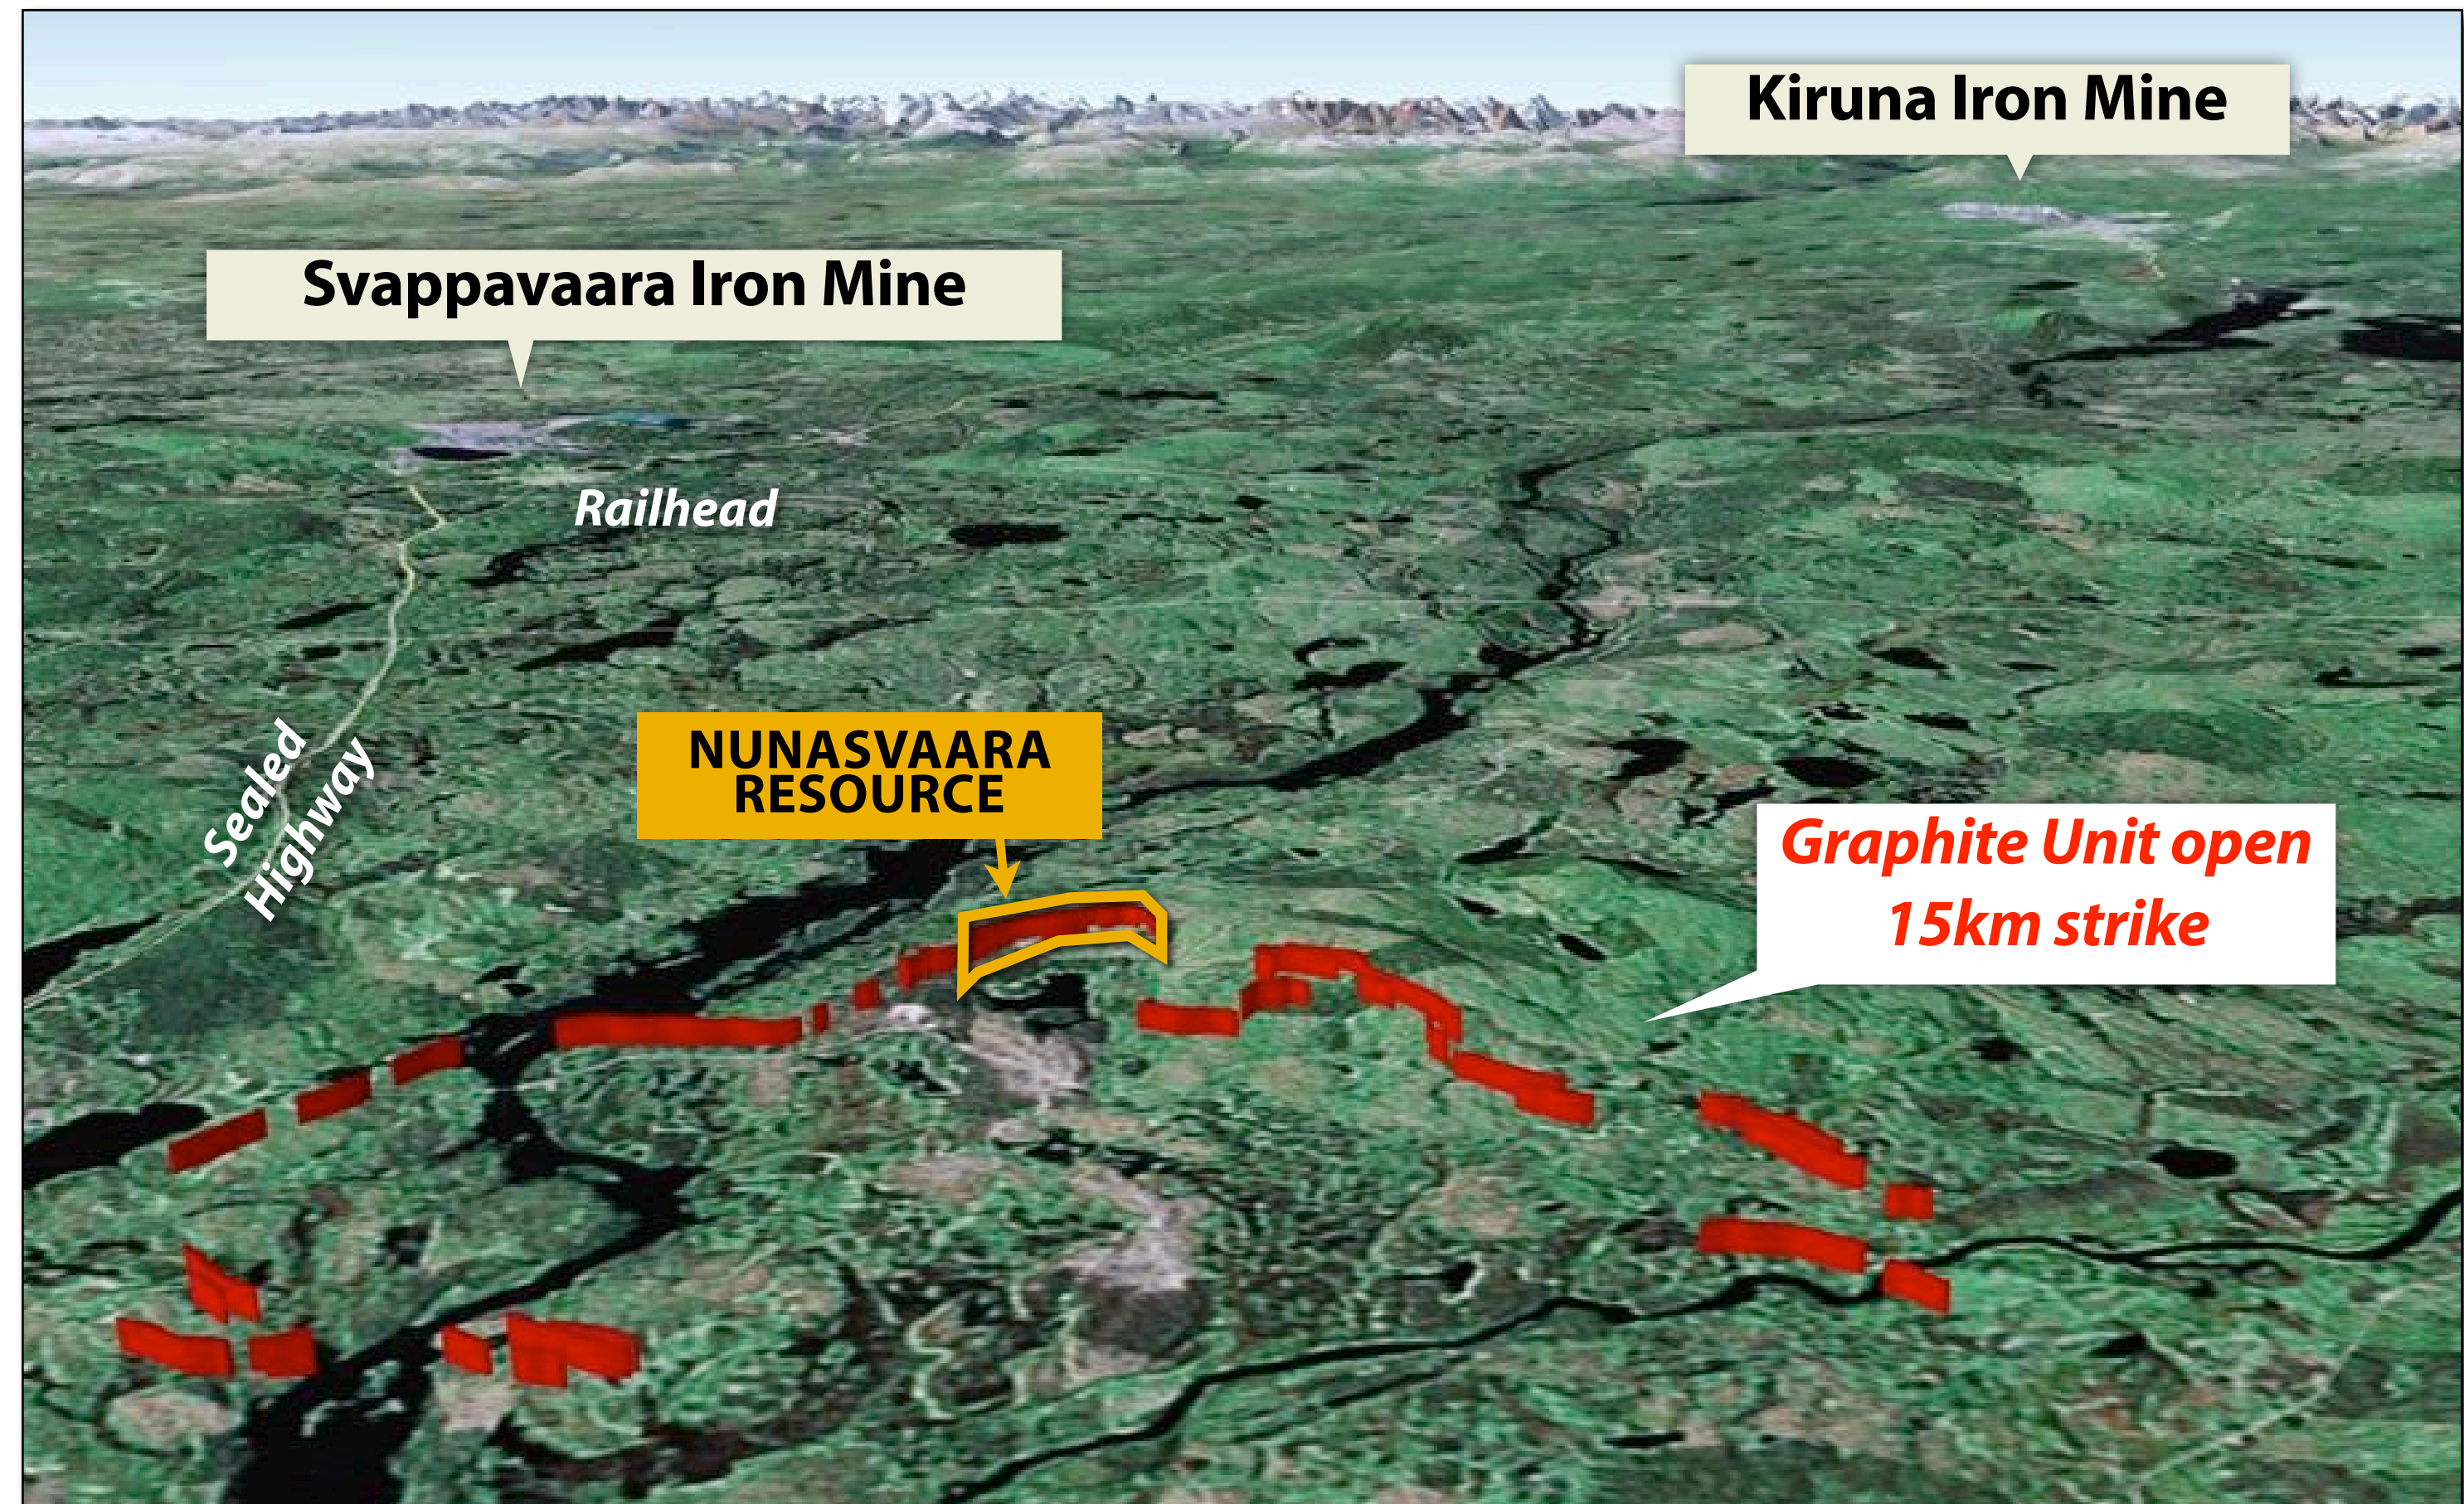 Kiruna Iron Mine
Svappavaara Iron Mine
Railhead
Sealed
Highway
NUNASVAARA
RESOURCE
Graphite Unit open
15km strike